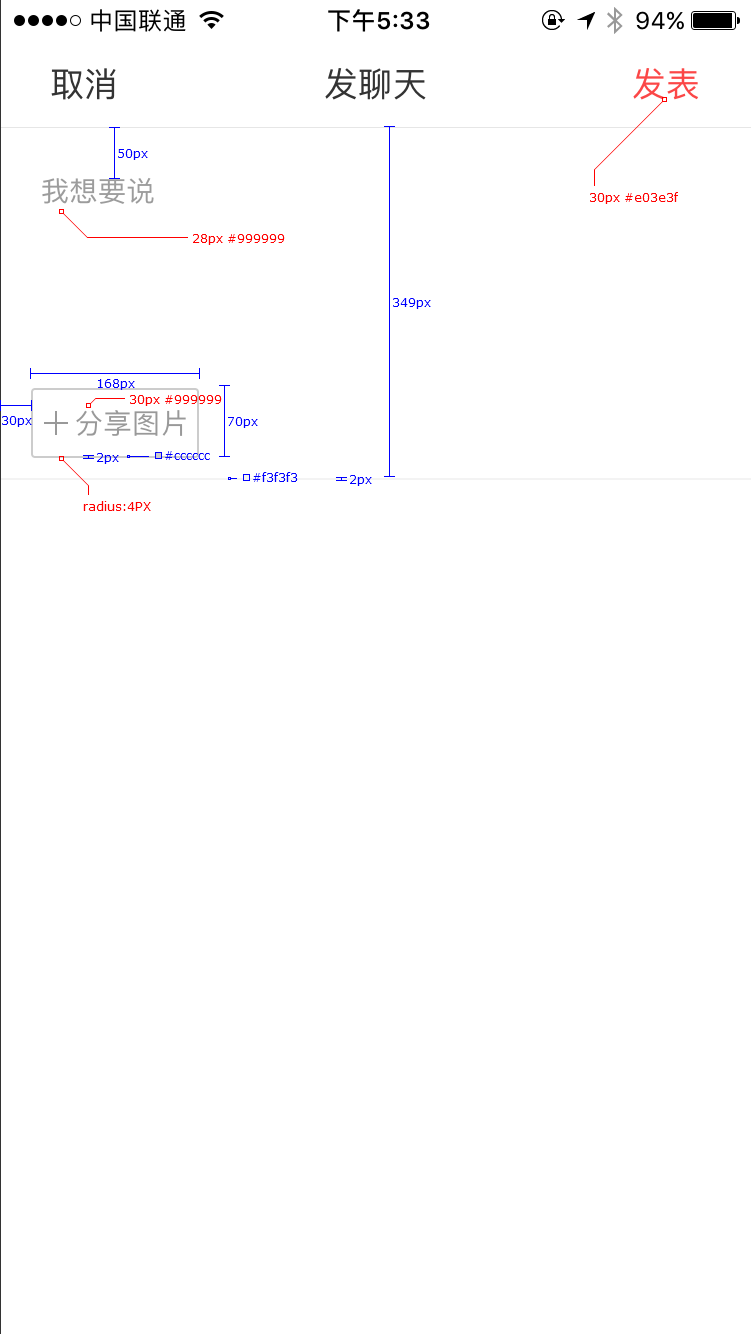 中国联通 下午5:33 94%
取消 发聊天 发表
50px
我想要说
30px #e03e3f
28px #999999
349px
168px
30px #999999
30px
分享图片
70px
2px #cccccc
#f3f3f3 2px
radius:4PX